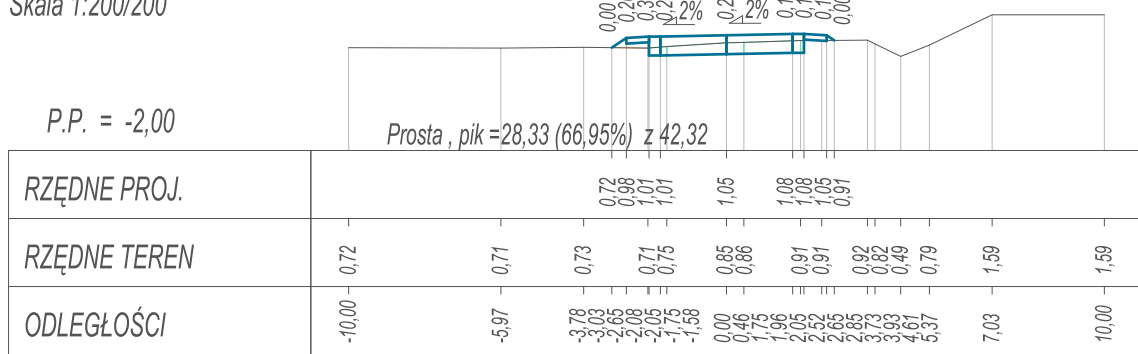 Skala 1:200/200
0,00
2%
2%
P.P. = -2,00
Prosta , pik =28,33 (66,95%) z 42,32
RZĘDNE PROJ.
0,72 0,98 1,01 1,01 1,05 1,08 1,08 1,05 0,91
RZĘDNE TEREN
0,72 0,71 0,73 0,71 0,75 0,85 0,86 0,91 0,91 0,92 0,82 0,49 0,79 1,59 1,59
ODLEGŁOŚCI
-10,00 -5,97 -3,78 -3,03 -2,65 -2,08 -2,05 -1,75 -1,58 0,00 0,46 1,75 1,96 2,05 2,52 2,65 2,85 3,73 3,93 4,61 5,37 7,03 10,00